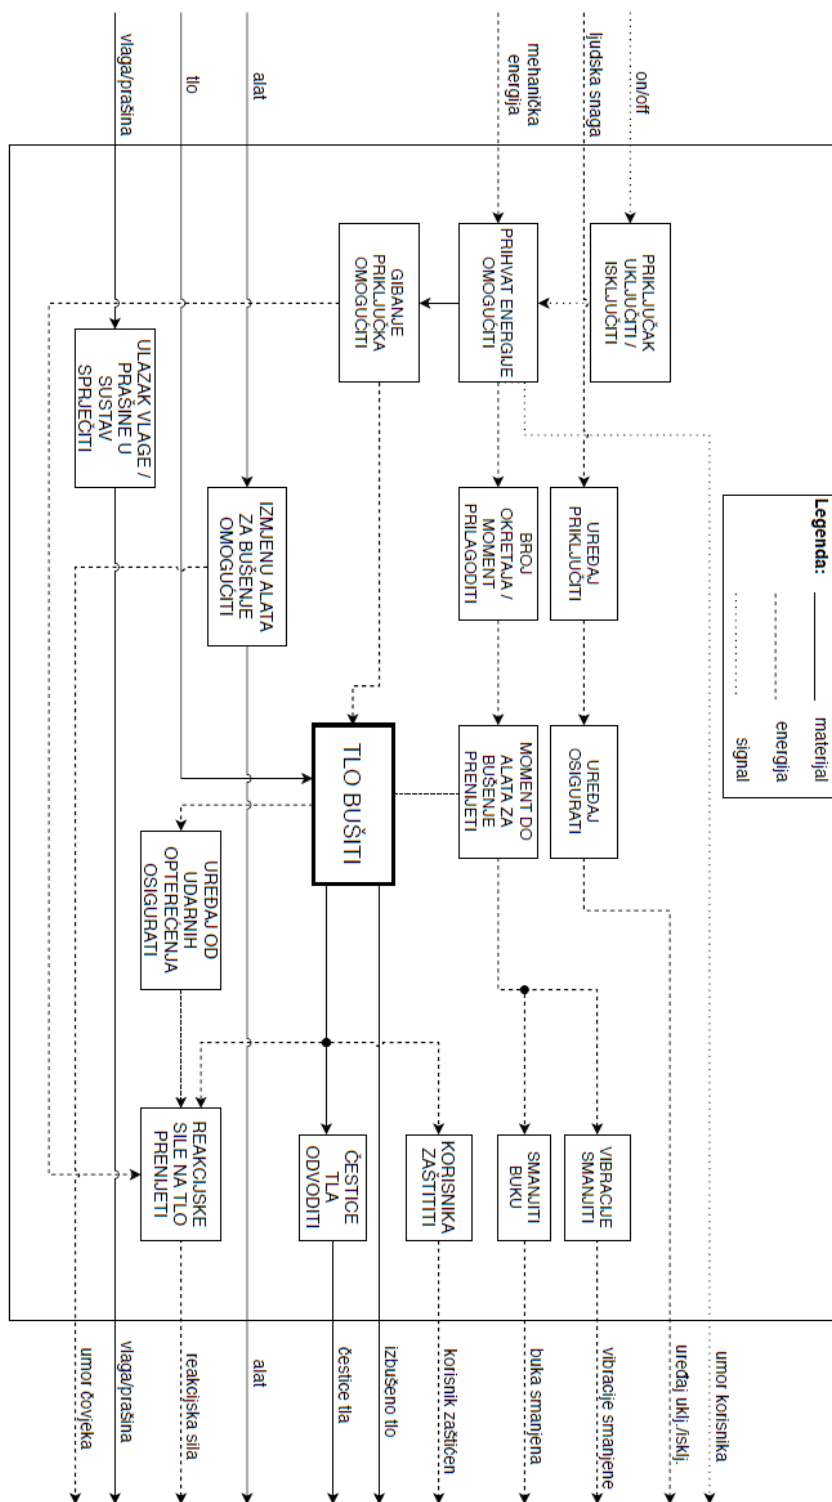 on/off
ljudska snaga
mehanička
energija
alat
tlo
vlaga/prašina
Legenda:
materijal
energija
signal
PRIKLJUČAK
UKLJUČITI /
ISKLJUČITI
PRIHVAT ENERGIJE
OMOGUĆITI
GIBANJE
PRIKLJUČKA
OMOGUĆITI
ULAZAK VLAGE /
PRAŠINE U
SUSTAV
SPRJEČITI
UREĐAJ
PRIKLJUČITI
BROJ
OKRETAJA /
MOMENT
PRILAGODITI
IZMJENU ALATA
ZA BUŠENJE
OMOGUĆITI
UREĐAJ
OSIGURATI
MOMENT DO
ALATA ZA
BUŠENJE
PRENIJETI
TLO BUŠITI
UREĐAJ OD
UDARNIH
OPTEREĆENJA
OSIGURATI
VIBRACIJE
SMANJITI
SMANJITI
BUKU
KORISNIKA
ZAŠTITITI
ČESTICE
TLA
ODVODITI
REAKCIJSKE
SILE NA TLO
PRENIJETI
umor korisnika
uređaj uklj./isklj.
vibracije smanjene
buka smanjena
korisnik zaštićen
izbušeno tlo
čestice tla
alat
reakcijska sila
vlaga/prašina
umor čovjeka